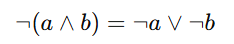 ¬(a ∧ b) = ¬a ∨ ¬b